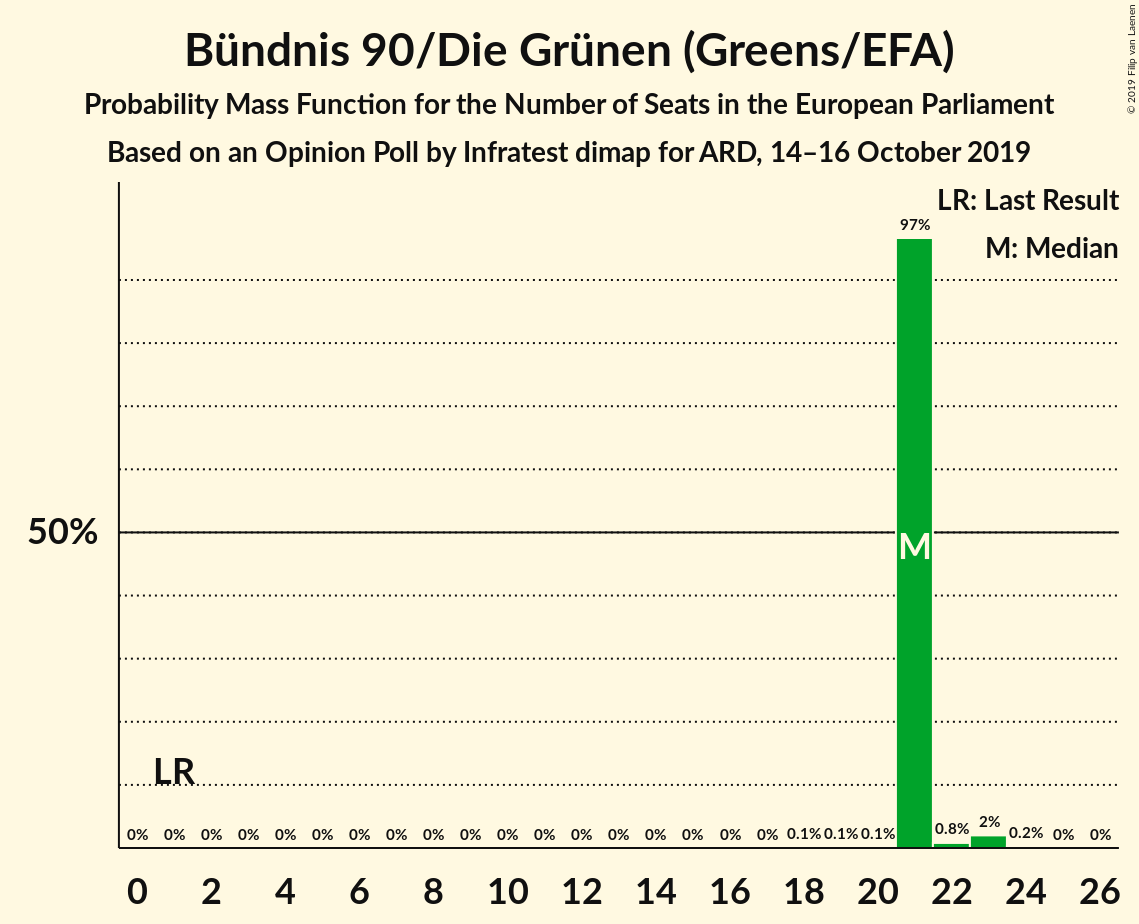 Bündnis 90/Die Grünen (Greens/EFA)
Probability Mass Function for the Number of Seats in the European Parliament
Based on an Opinion Poll by Infratest dimap for ARD, 14–16 October 2019
© 2019 Filip van Laenen
LR: Last Result
M: Median
97%
50%
M
LR
0% 0% 0% 0% 0% 0% 0% 0% 0% 0% 0% 0% 0% 0% 0% 0% 0% 0% 0.1% 0.1% 0.1% 0.8% 2% 0.2% 0% 0%
0 2 4 6 8 10 12 14 16 18 20 22 24 26